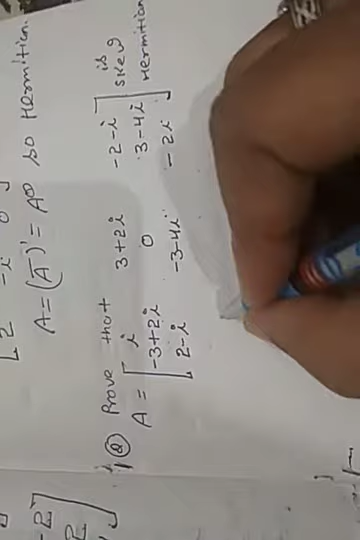 A = (Ā)' = A^Θ so Hermitian.
② Prove that
A = [ i 3+2i -2-i
-3+2i 0 3-4i
2-i -3-4i -2i ] is skew Hermitian